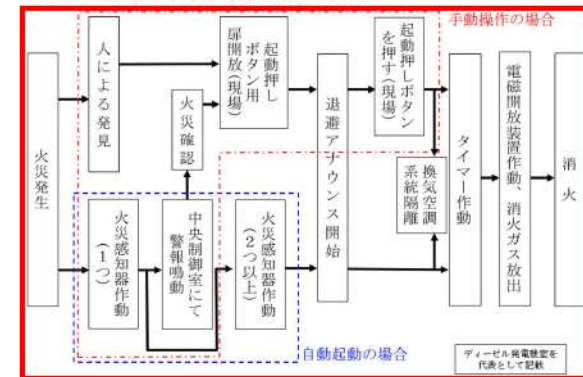 手動操作の場合
火災発生
人による発見
火災確認
起動押し
ボタン用
扉開放(現場)
退避アナウンス開始
起動押しボタン
を押す(現場)
換気空調
系統隔離
タイマー作動
電磁開放装置作動、消火ガス放出
消火
火災感知器作動
(1つ)
中央制御室にて
警報鳴動
火災感知器作動
(2つ以上)
自動起動の場合
ディーゼル発電機室を
代表として記載